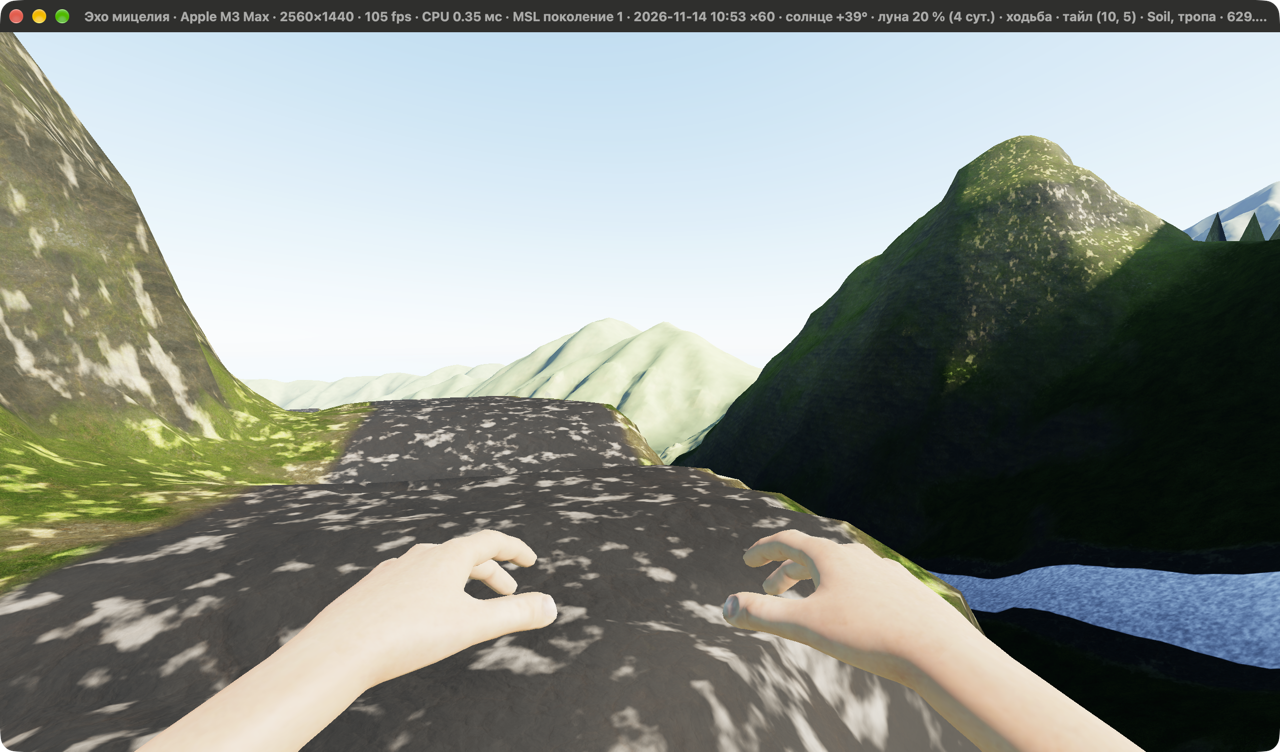 Эхо мицелия · Apple M3 Max · 2560×1440 · 105 fps · CPU 0.35 мс · MSL поколение 1 · 2026-11-14 10:53 ×60 · солнце +39° · луна 20 % (4 сут.) · ходьба · тайл (10, 5) · Soil, тропа · 629....